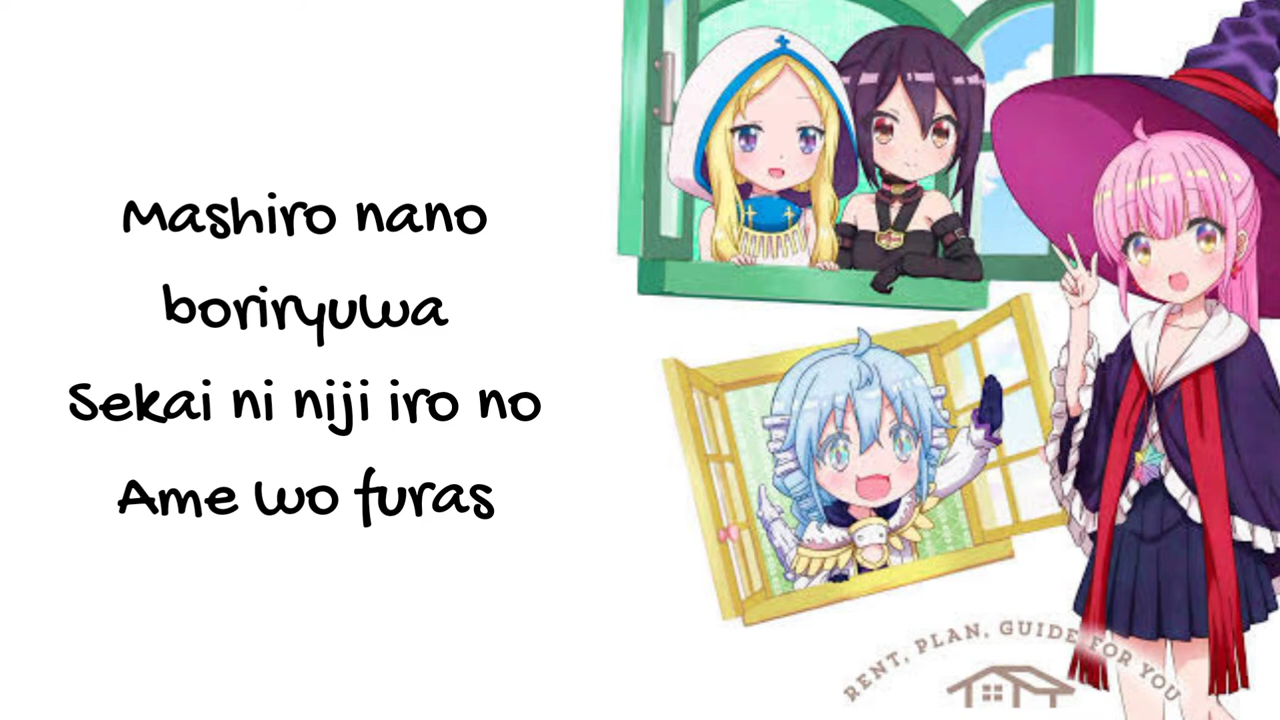 Mashiro nano
boriryuwa
Sekai ni niji iro no
Ame wo furas
RENT, PLAN, GUIDE FOR YOU